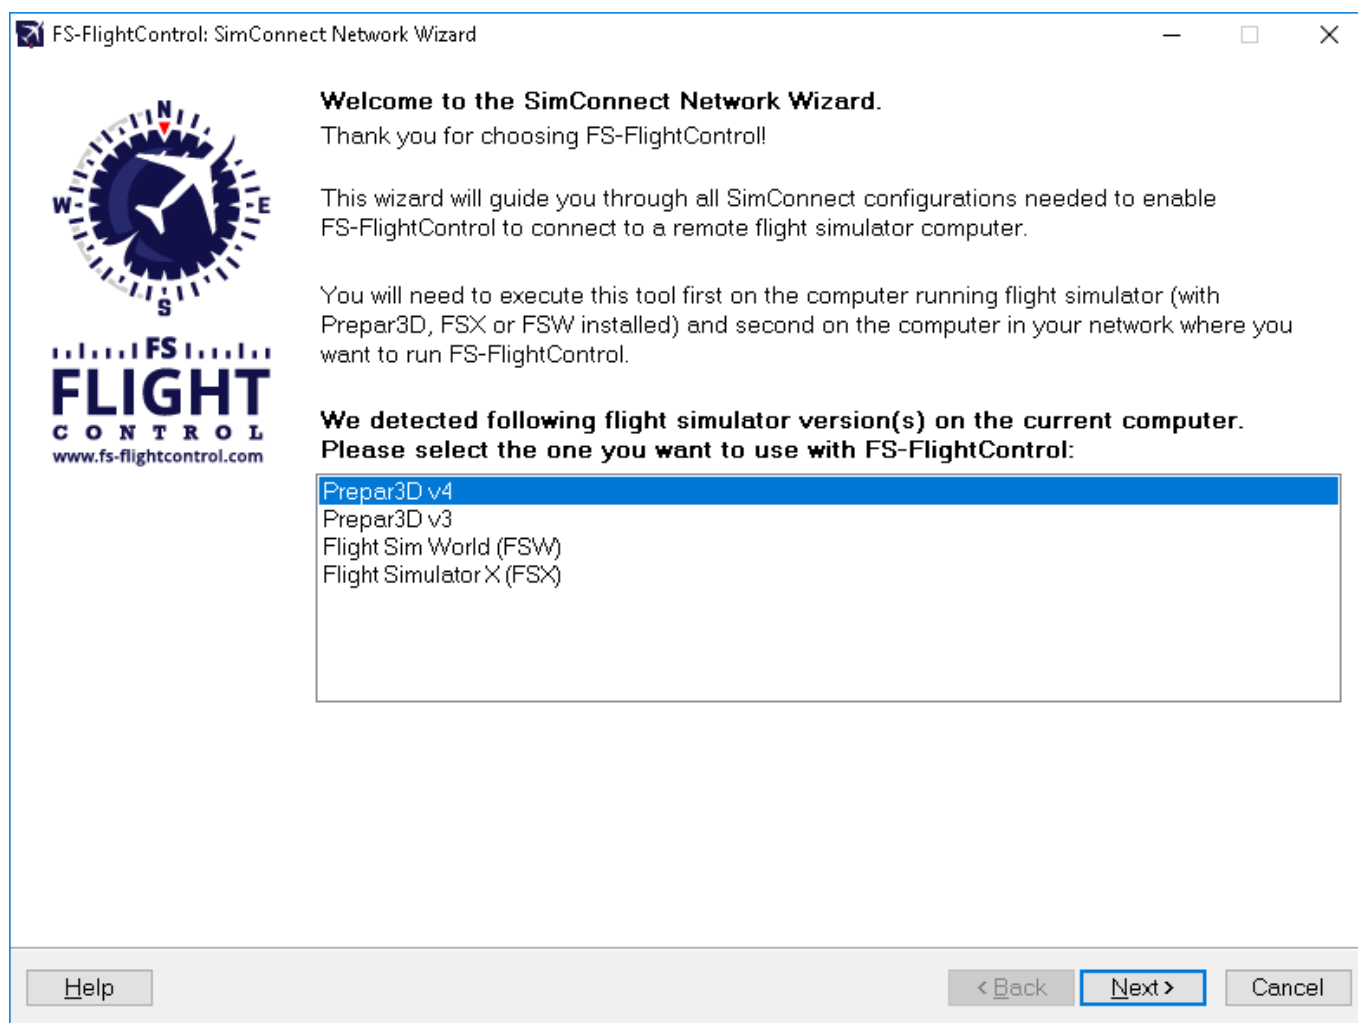 FS-FlightControl: SimConnect Network Wizard
N
W
E
S
FS
FLIGHT
CONTROL
www.fs-flightcontrol.com
Welcome to the SimConnect Network Wizard.
Thank you for choosing FS-FlightControl!
This wizard will guide you through all SimConnect configurations needed to enable
FS-FlightControl to connect to a remote flight simulator computer.
You will need to execute this tool first on the computer running flight simulator (with
Prepar3D, FSX or FSW installed) and second on the computer in your network where you
want to run FS-FlightControl.
We detected following flight simulator version(s) on the current computer.
Please select the one you want to use with FS-FlightControl:
Prepar3D v4
Prepar3D v3
Flight Sim World (FSW)
Flight Simulator X (FSX)
Help
< Back
Next >
Cancel